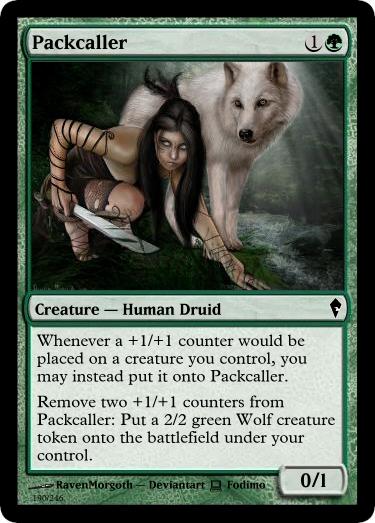 Packcaller 1
Creature — Human Druid
Whenever a +1/+1 counter would be
placed on a creature you control, you
may instead put it onto Packcaller.
Remove two +1/+1 counters from
Packcaller: Put a 2/2 green Wolf creature
token onto the battlefield under your
control.
0/1
RavenMorgoth — Deviantart Fodimo
190/246